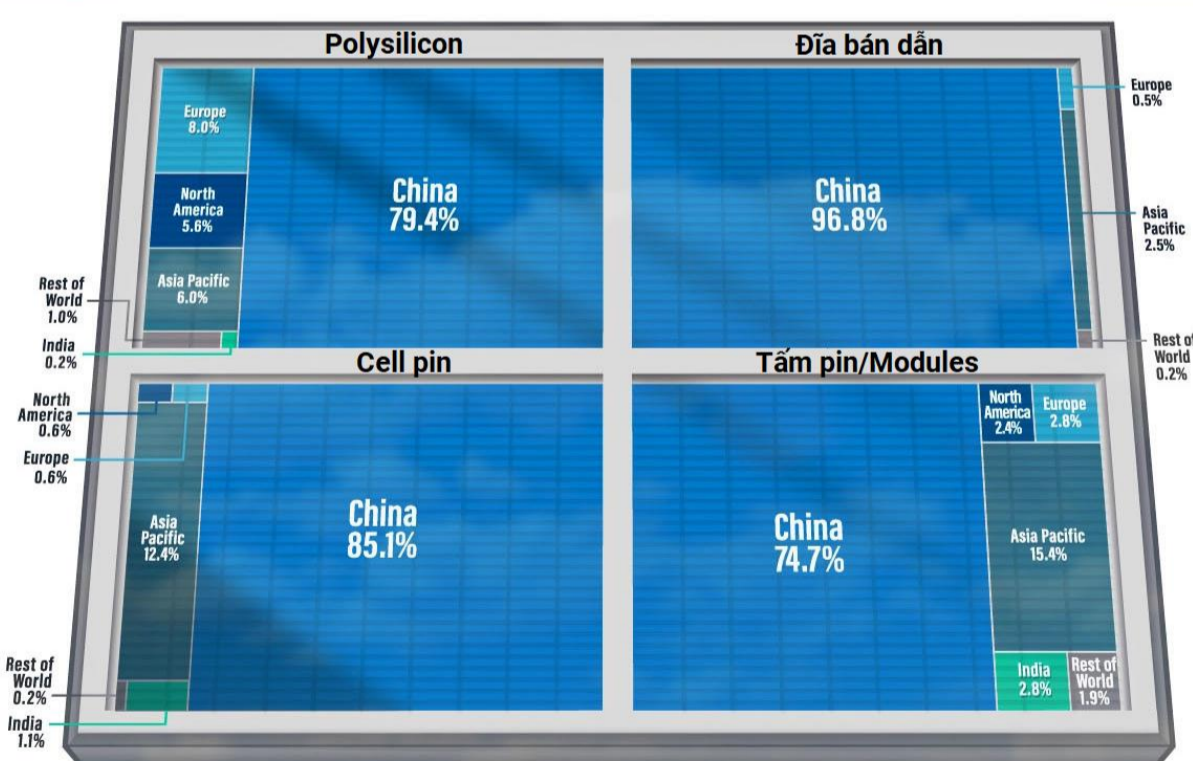 Polysilicon
Europe
8.0%
North
America
5.6%
Asia Pacific
6.0%
Rest of
World
1.0%
India
0.2%
China
79.4%
Đĩa bán dẫn
China
96.8%
Europe
0.5%
Asia
Pacific
2.5%
Rest of
World
0.2%
Cell pin
North
America
0.6%
Europe
0.6%
Asia
Pacific
12.4%
Rest of
World
0.2%
India
1.1%
China
85.1%
Tấm pin/Modules
China
74.7%
North
America
2.4%
Europe
2.8%
Asia Pacific
15.4%
India
2.8%
Rest of
World
1.9%